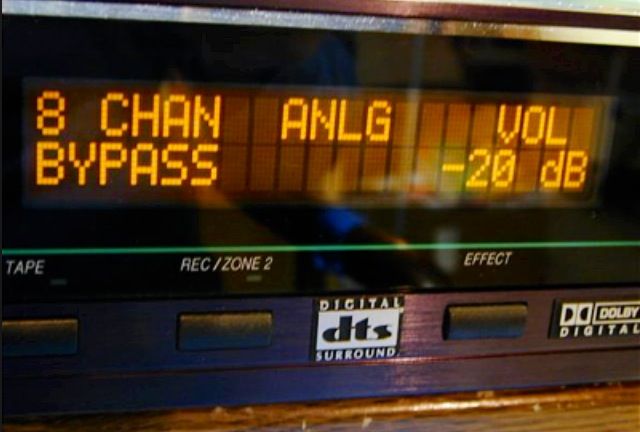 8 CHAN ANLG VOL
BYPASS -20 dB
TAPE REC/ZONE 2 EFFECT
DIGITAL
dts
SURROUND
DOLBY
DIGITAL